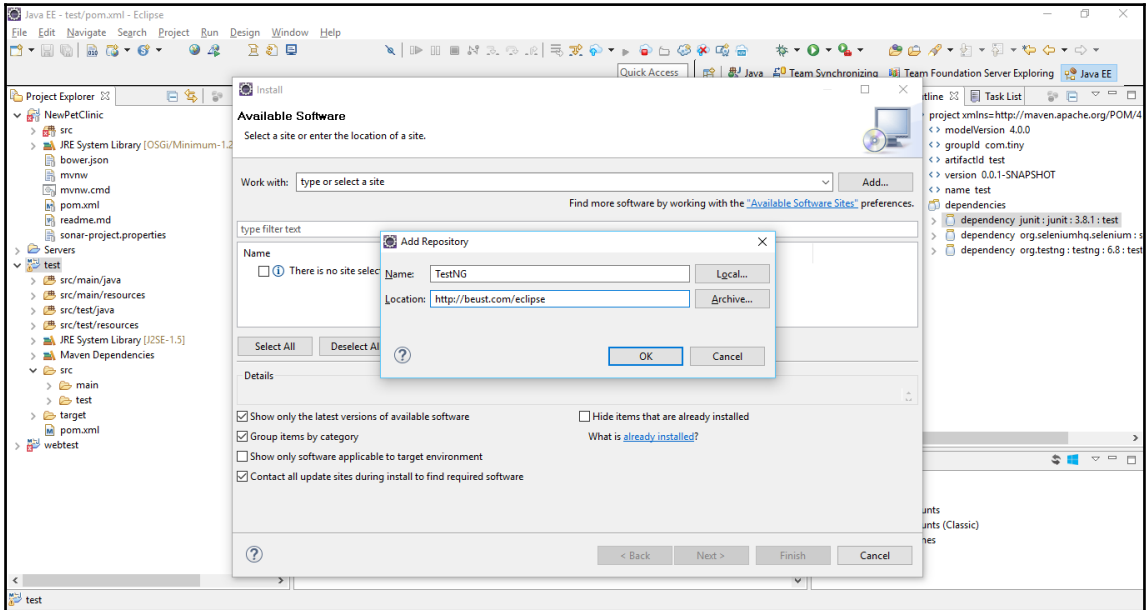 Java EE - test/pom.xml - Eclipse
File Edit Navigate Search Project Run Design Window Help
Quick Access Java Team Synchronizing Team Foundation Server Exploring Java EE
Project Explorer
NewPetClinic
src
JRE System Library [OSGi/Minimum-1.2
bower.json
mvnw
mvnw.cmd
pom.xml
readme.md
sonar-project.properties
Servers
test
src/main/java
src/main/resources
src/test/java
src/test/resources
JRE System Library [J2SE-1.5]
Maven Dependencies
src
main
test
target
pom.xml
webtest
Install
Available Software
Select a site or enter the location of a site.
Work with: type or select a site Add...
Find more software by working with the "Available Software Sites" preferences.
type filter text
Name
There is no site selec
Select All Deselect Al
Add Repository
Name: TestNG Local...
Location: http://beust.com/eclipse Archive...
OK Cancel
Details
Show only the latest versions of available software
Hide items that are already installed
Group items by category
What is already installed?
Show only software applicable to target environment
Contact all update sites during install to find required software
< Back Next > Finish Cancel
tline Task List
project xmlns=http://maven.apache.org/POM/4
modelVersion 4.0.0
groupId com.tiny
artifactId test
version 0.0.1-SNAPSHOT
name test
dependencies
dependency junit : junit : 3.8.1 : test
dependency org.seleniumhq.selenium : s
dependency org.testng : testng : 6.8 : test
unts
unts (Classic)
nes
test